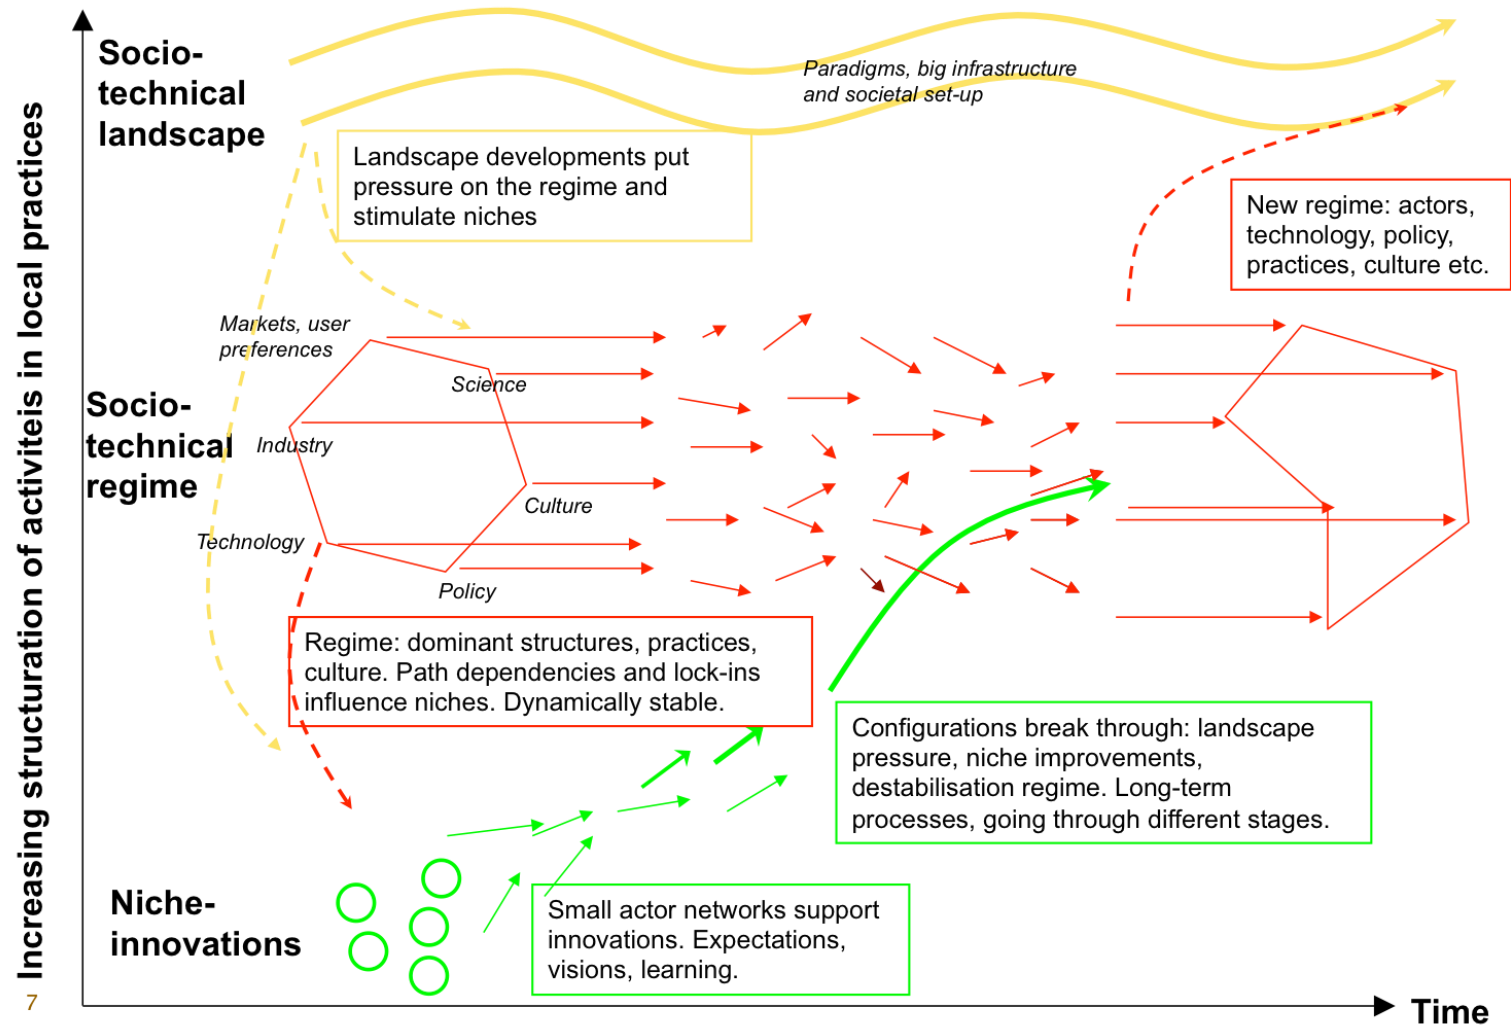 Increasing structuration of activiteis in local practices
Socio-
technical
landscape
Paradigms, big infrastructure
and societal set-up
Landscape developments put
pressure on the regime and
stimulate niches
New regime: actors,
technology, policy,
practices, culture etc.
Markets, user
preferences
Science
Socio-
technical
regime
Industry
Culture
Technology
Policy
Regime: dominant structures, practices,
culture. Path dependencies and lock-ins
influence niches. Dynamically stable.
Configurations break through: landscape
pressure, niche improvements,
destabilisation regime. Long-term
processes, going through different stages.
Niche-
innovations
Small actor networks support
innovations. Expectations,
visions, learning.
7
Time